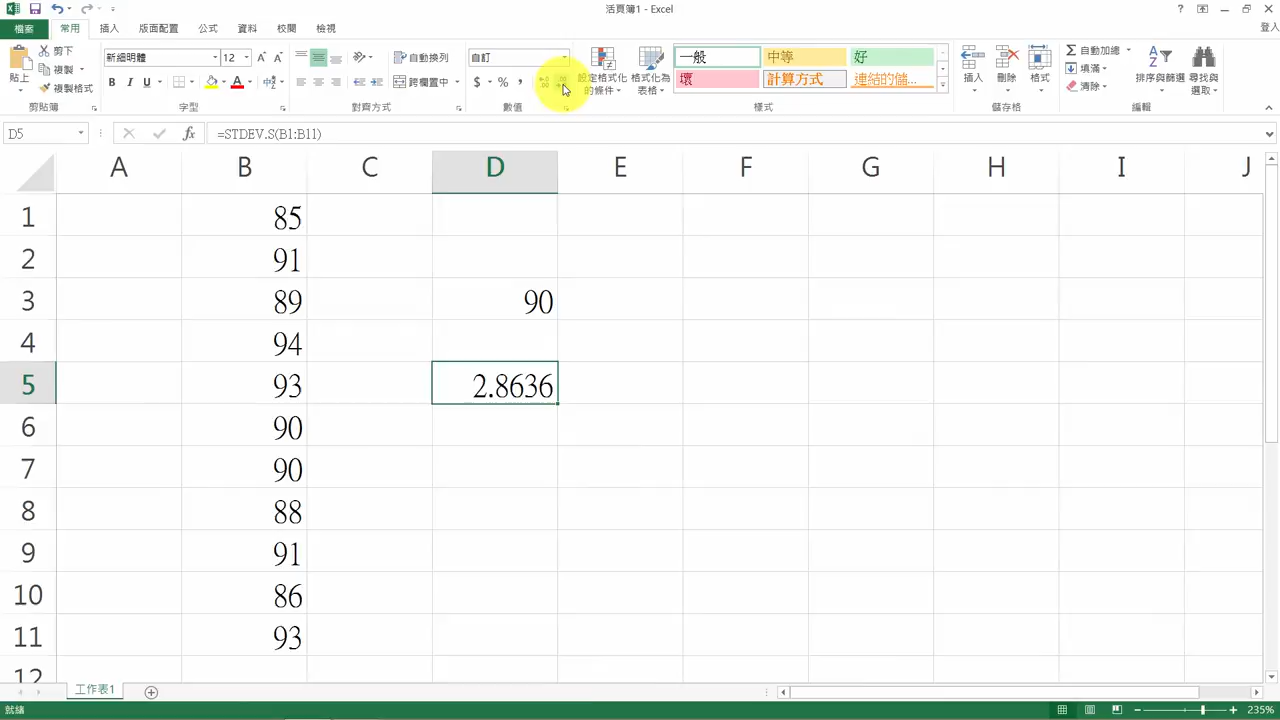 活頁簿1 - Excel
檔案 常用 插入 版面配置 公式 資料 校閱 檢視 登入
貼上 剪下 複製 複製格式 剪貼簿
新細明體 12 B I U 字型
自動換列 跨欄置中 對齊方式
自訂 $ % , 數值
設定格式化的條件 格式化為表格
一般 中等 好
壞 計算方式 連結的儲...
樣式
插入 刪除 格式 儲存格
Σ 自動加總 填滿 清除 排序與篩選 尋找與選取 編輯
D5 fx =STDEV.S(B1:B11)
A B C D E F G H I J
1 85
2 91
3 89 90
4 94
5 93 2.8636
6 90
7 90
8 88
9 91
10 86
11 93
12
工作表1
就緒 235%